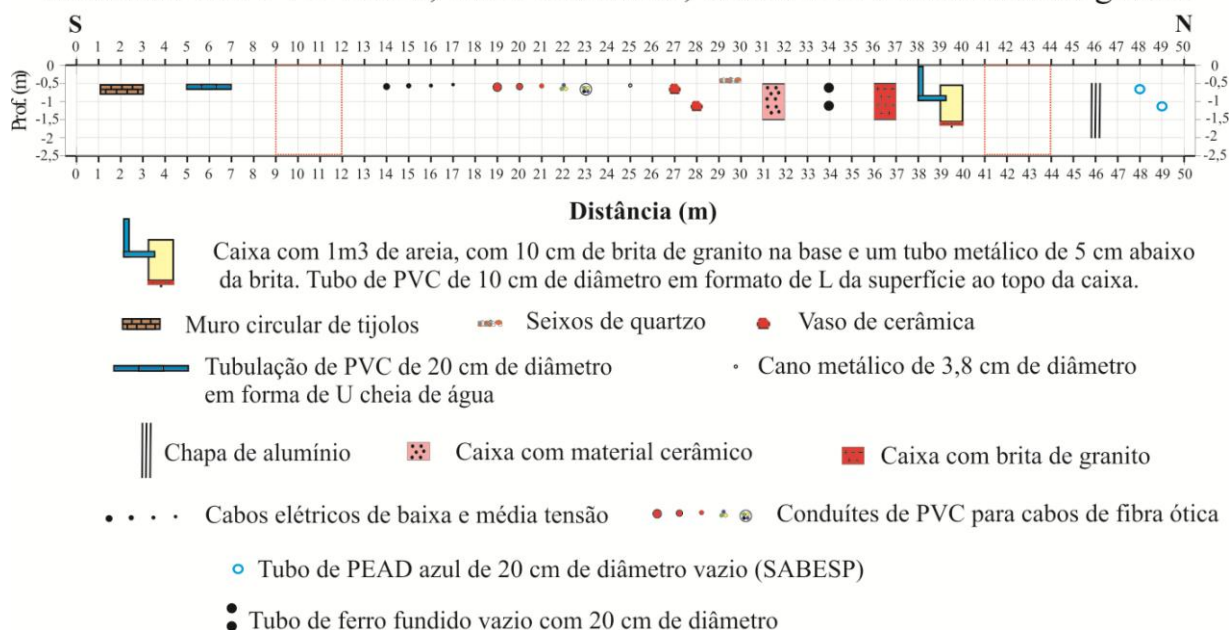 S N
0 1 2 3 4 5 6 7 8 9 10 11 12 13 14 15 16 17 18 19 20 21 22 23 24 25 26 27 28 29 30 31 32 33 34 35 36 37 38 39 40 41 42 43 44 45 46 47 48 49 50
Prof. (m)
0 0
-0,5 -0,5
-1 -1
-1,5 -1,5
-2 -2
-2,5 -2,5
0 1 2 3 4 5 6 7 8 9 10 11 12 13 14 15 16 17 18 19 20 21 22 23 24 25 26 27 28 29 30 31 32 33 34 35 36 37 38 39 40 41 42 43 44 45 46 47 48 49 50
Distância (m)
Caixa com 1m3 de areia, com 10 cm de brita de granito na base e um tubo metálico de 5 cm abaixo
da brita. Tubo de PVC de 10 cm de diâmetro em formato de L da superfície ao topo da caixa.
Muro circular de tijolos Seixos de quartzo Vaso de cerâmica
Tubulação de PVC de 20 cm de diâmetro Cano metálico de 3,8 cm de diâmetro
em forma de U cheia de água
Chapa de alumínio Caixa com material cerâmico Caixa com brita de granito
Cabos elétricos de baixa e média tensão Conduítes de PVC para cabos de fibra ótica
Tubo de PEAD azul de 20 cm de diâmetro vazio (SABESP)
Tubo de ferro fundido vazio com 20 cm de diâmetro